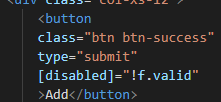 <div class="col-xs-12">
<button
class="btn btn-success"
type="submit"
[disabled]="!f.valid"
>Add</button>